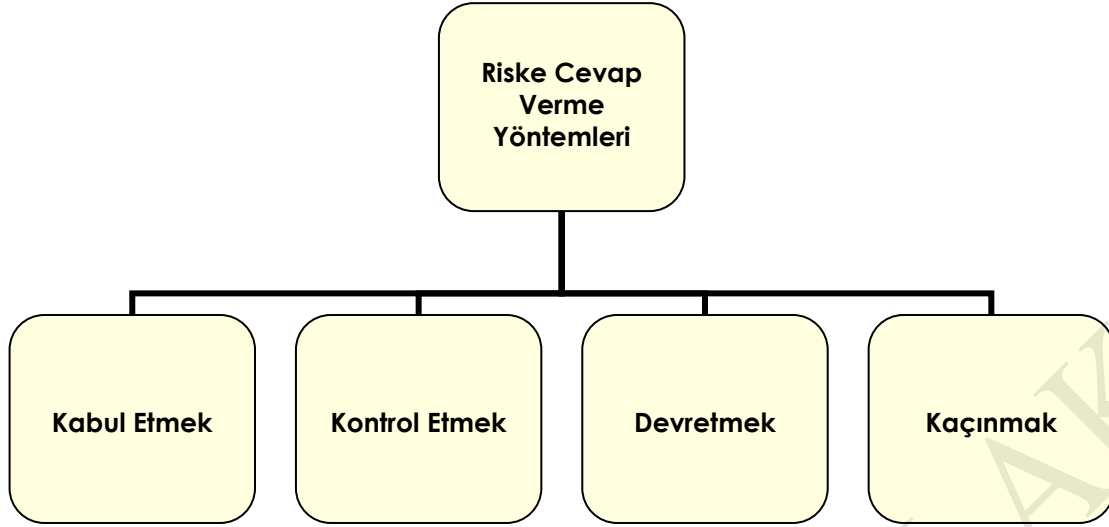 Riske Cevap
Verme
Yöntemleri
Kabul Etmek
Kontrol Etmek
Devretmek
Kaçınmak